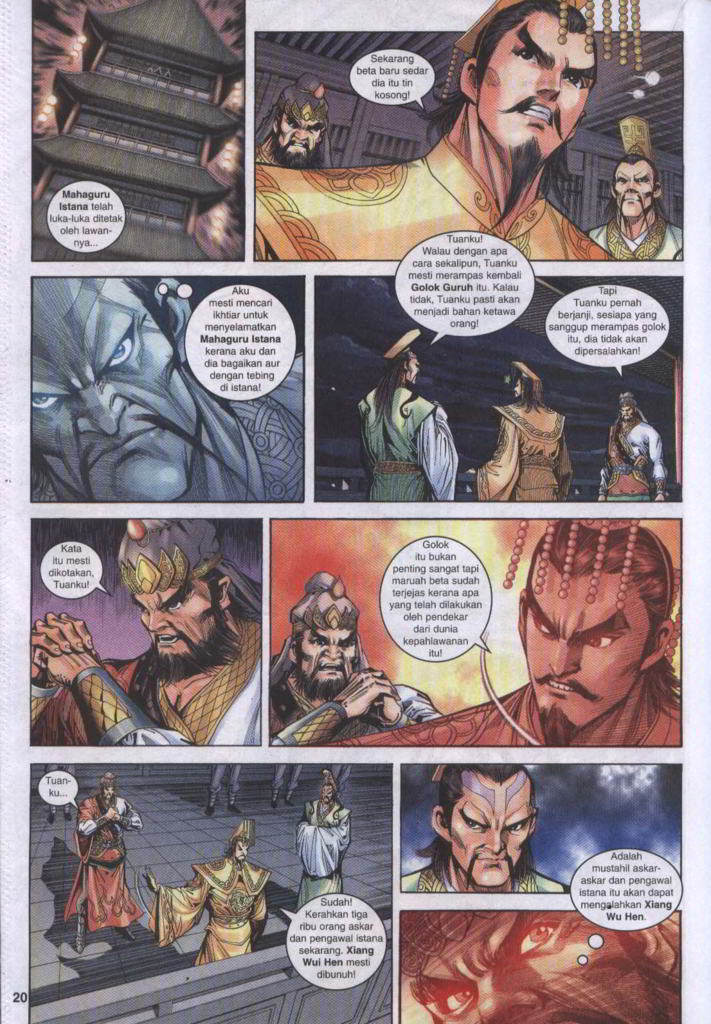 Mahaguru
Istana telah
luka-luka ditetak
oleh lawan-
nya...
Sekarang
beta baru sedar
dia itu tin
kosong!
Aku
mesti mencari
ikhtiar untuk
menyelamatkan
Mahaguru Istana
kerana aku dan
dia bagaikan aur
dengan tebing
di istana!
Tuanku!
Walau dengan apa
cara sekalipun, Tuanku
mesti merampas kembali
Golok Guruh itu. Kalau
tidak, Tuanku pasti akan
menjadi bahan ketawa
orang!
Tapi
Tuanku pernah
berjanji, sesiapa yang
sanggup merampas golok
itu, dia tidak akan
dipersalahkan!
Kata
itu mesti
dikotakan,
Tuanku!
Golok
itu bukan
penting sangat tapi
maruah beta sudah
terjejas kerana apa
yang telah dilakukan
oleh pendekar
dari dunia
kepahlawanan
itu!
Tuan-
ku...
Sudah!
Kerahkan tiga
ribu orang askar
dan pengawal istana
sekarang. Xiang
Wui Hen mesti
dibunuh!
Adalah
mustahil askar-
askar dan pengawal
istana itu akan dapat
mengalahkan Xiang
Wu Hen.
20